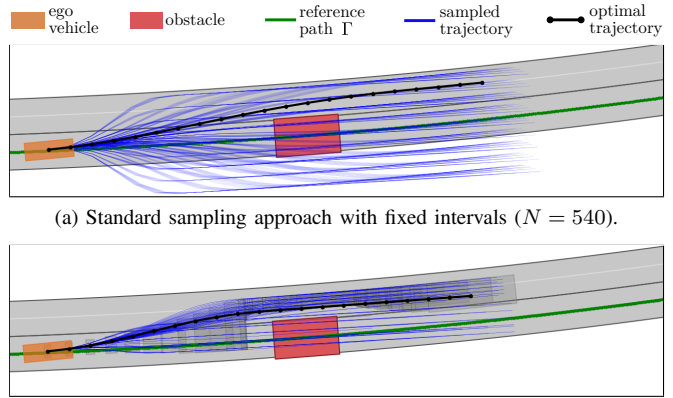 ego
vehicle
obstacle
reference
path Γ
sampled
trajectory
optimal
trajectory
(a) Standard sampling approach with fixed intervals (N = 540).